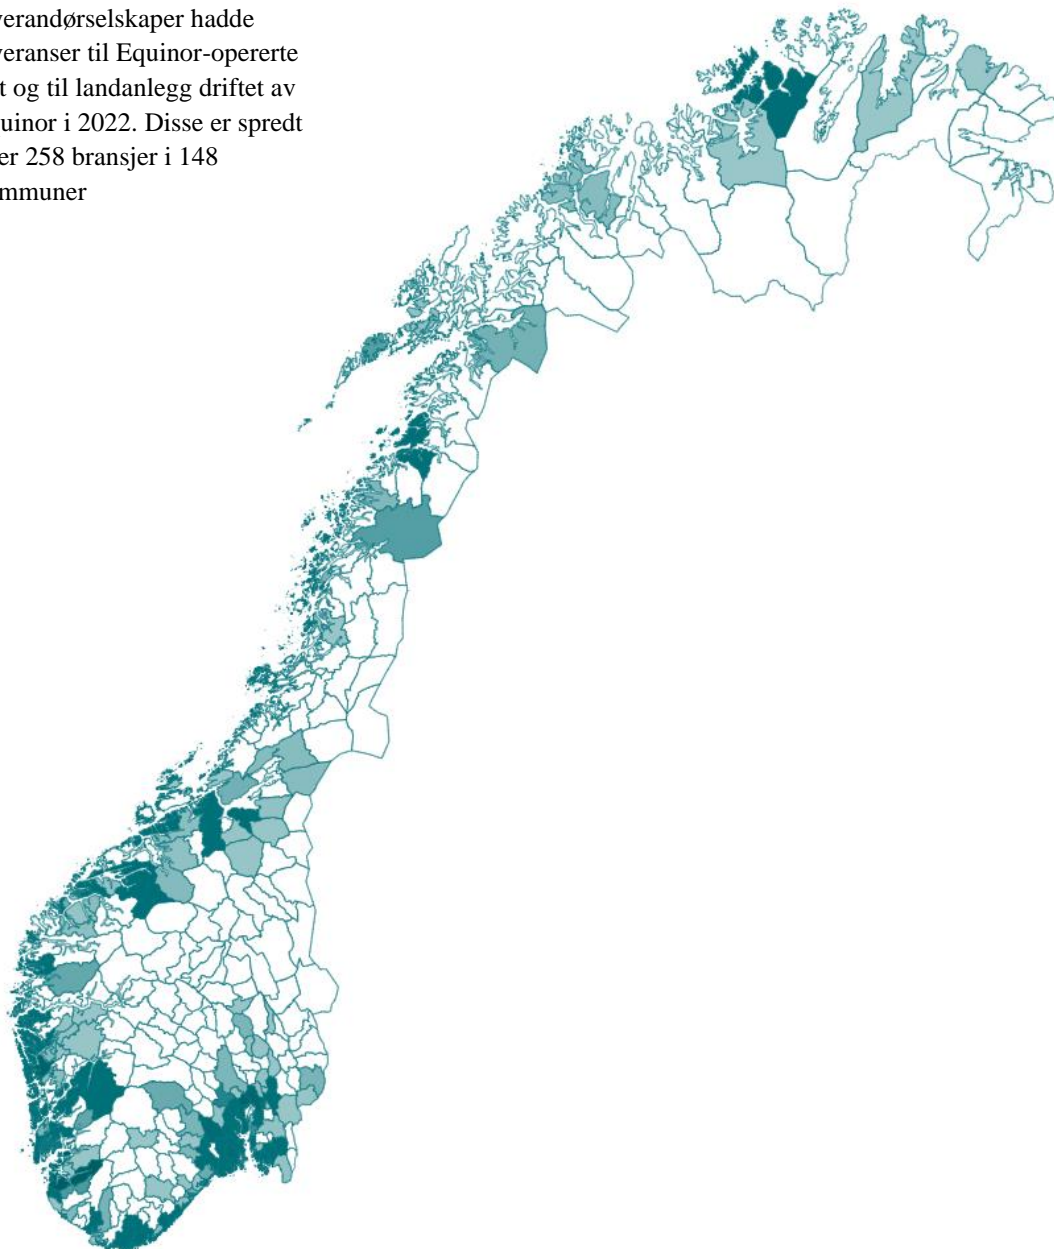 verandørselskaper hadde
veranser til Equinor-opererte
t og til landanlegg driftet av
uinor i 2022. Disse er spredt
er 258 bransjer i 148
mmuner